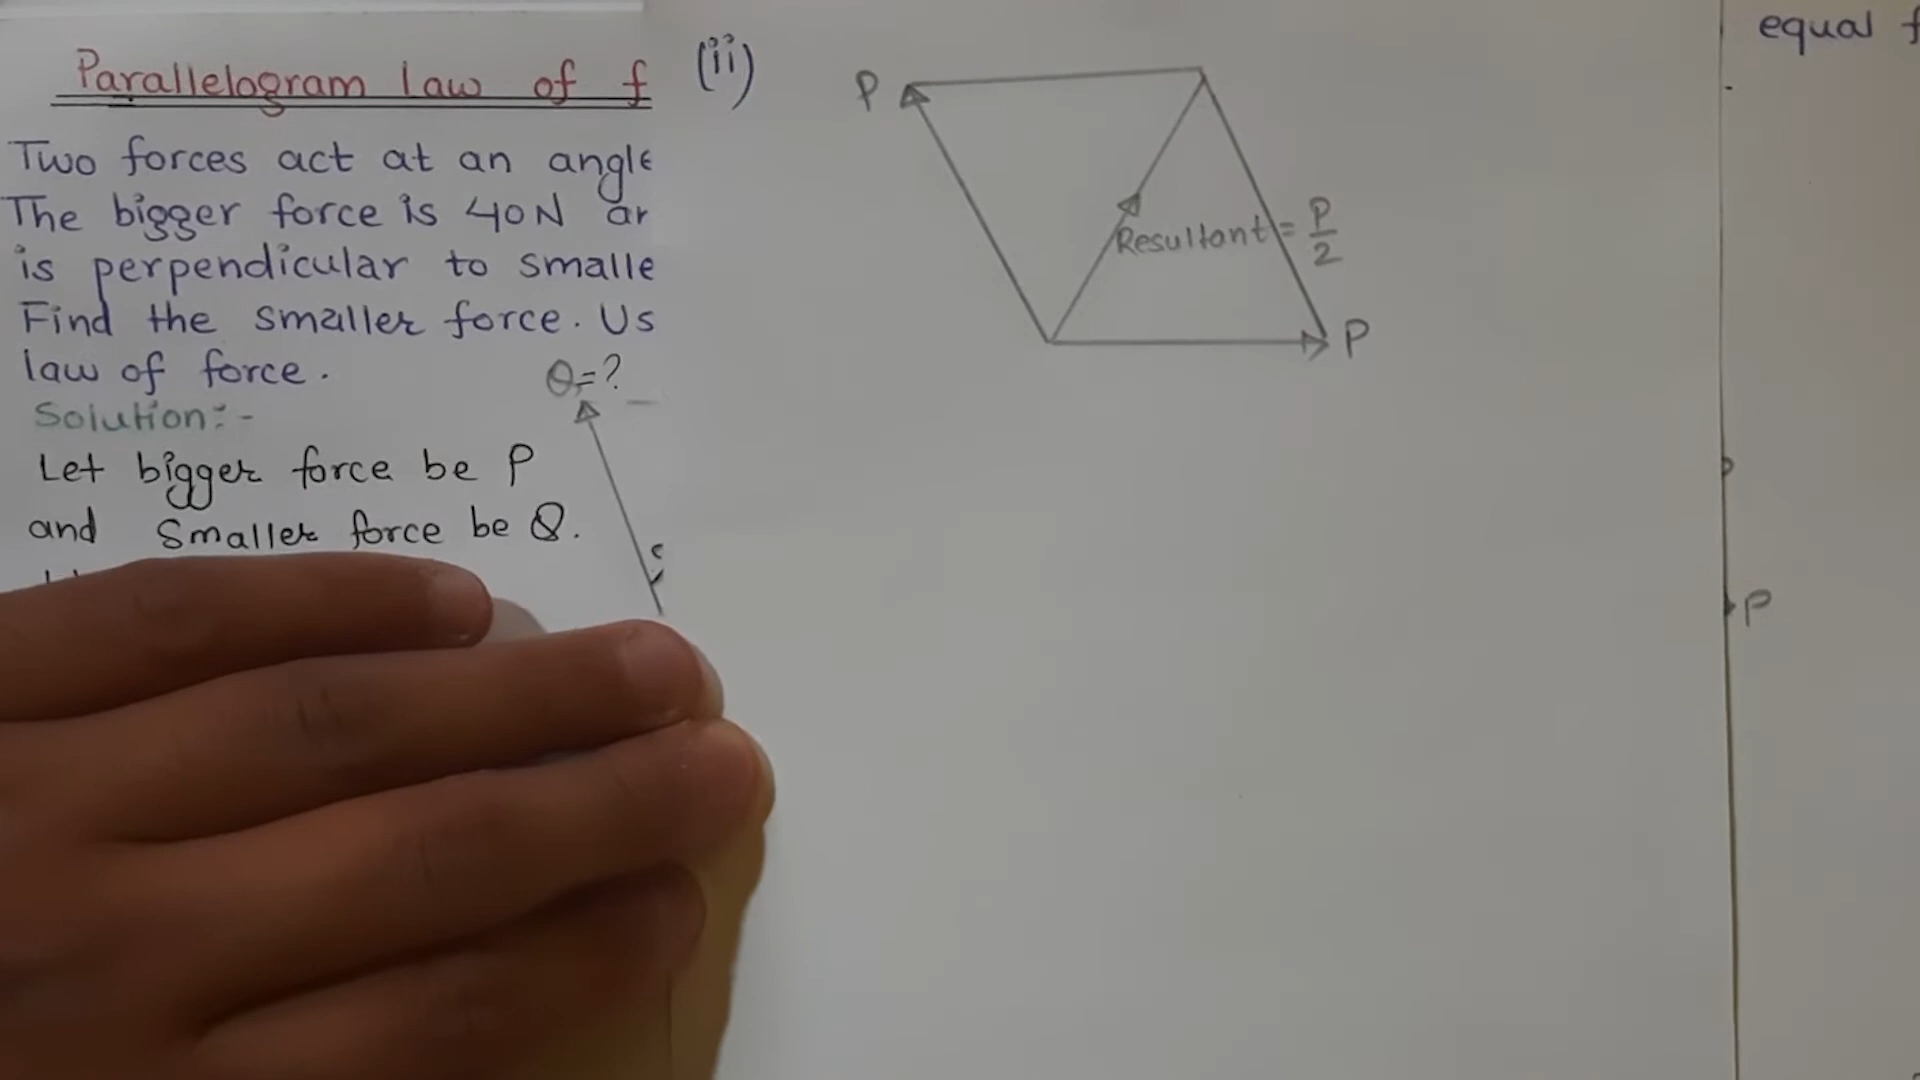 Parallelogram law of f
Two forces act at an angle
The bigger force is 40N ar
is perpendicular to smalle
Find the smaller force. Us
law of force.
Solution:-
Let bigger force be P
and Smaller force be Q.
Q=?
(ii)
P
Resultant = P/2
P
equal f
P